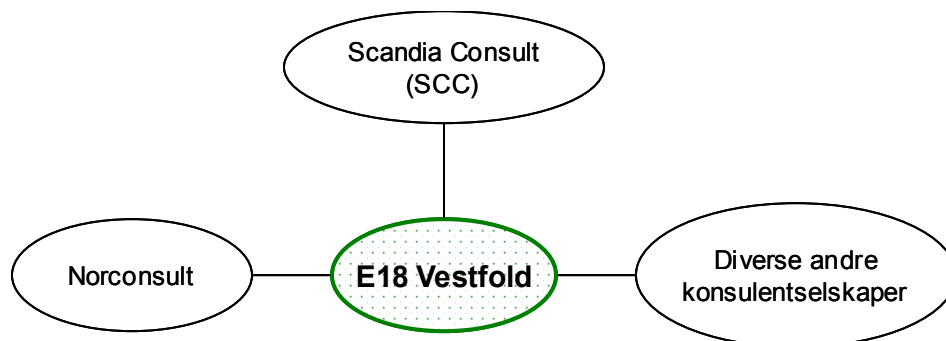 Scandia Consult
(SCC)
Norconsult
E18 Vestfold
Diverse andre
konsulentselskaper